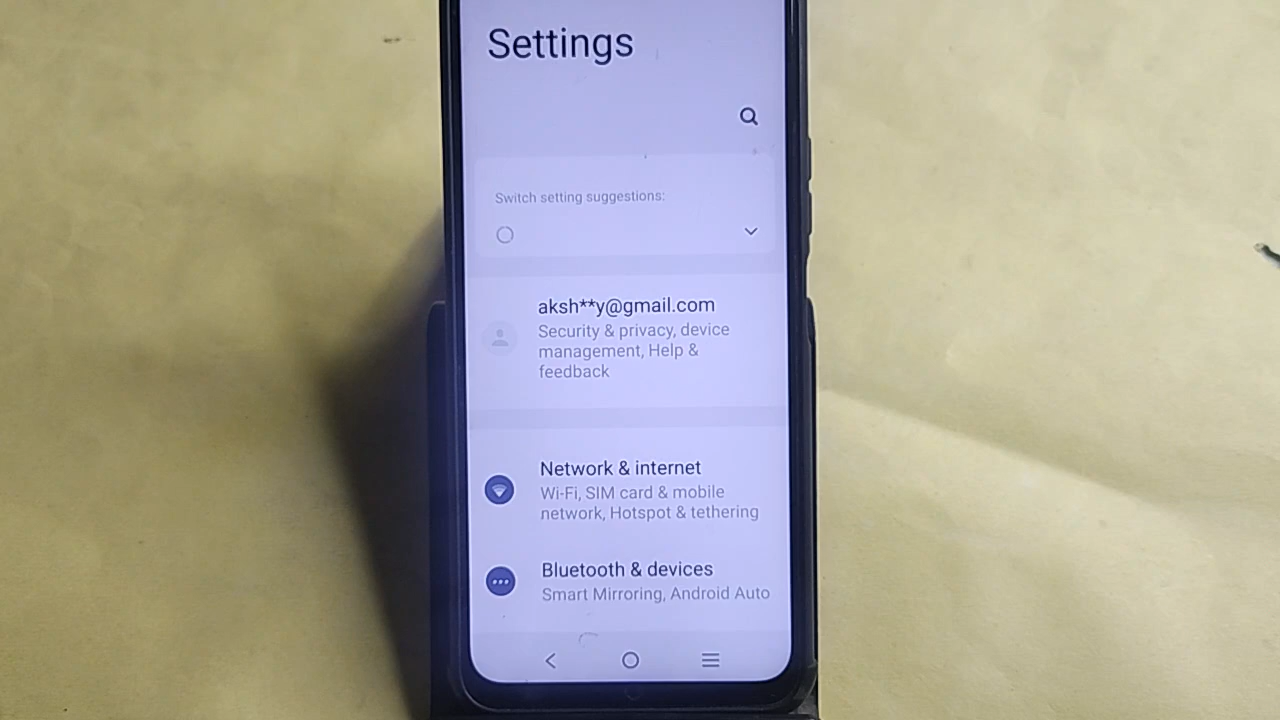 Settings
Switch setting suggestions:
aksh**y@gmail.com
Security & privacy, device
management, Help &
feedback
Network & internet
Wi-Fi, SIM card & mobile
network, Hotspot & tethering
Bluetooth & devices
Smart Mirroring, Android Auto